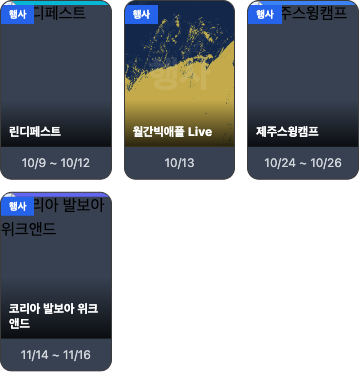 행사
린디페스트
린디페스트
10/9 ~ 10/12
행사
행사
월간빅애플 Live
10/13
행사
제주스윙캠프
제주스윙캠프
10/24 ~ 10/26
행사
코리아 발보아
위크앤드
코리아 발보아 위크
앤드
11/14 ~ 11/16